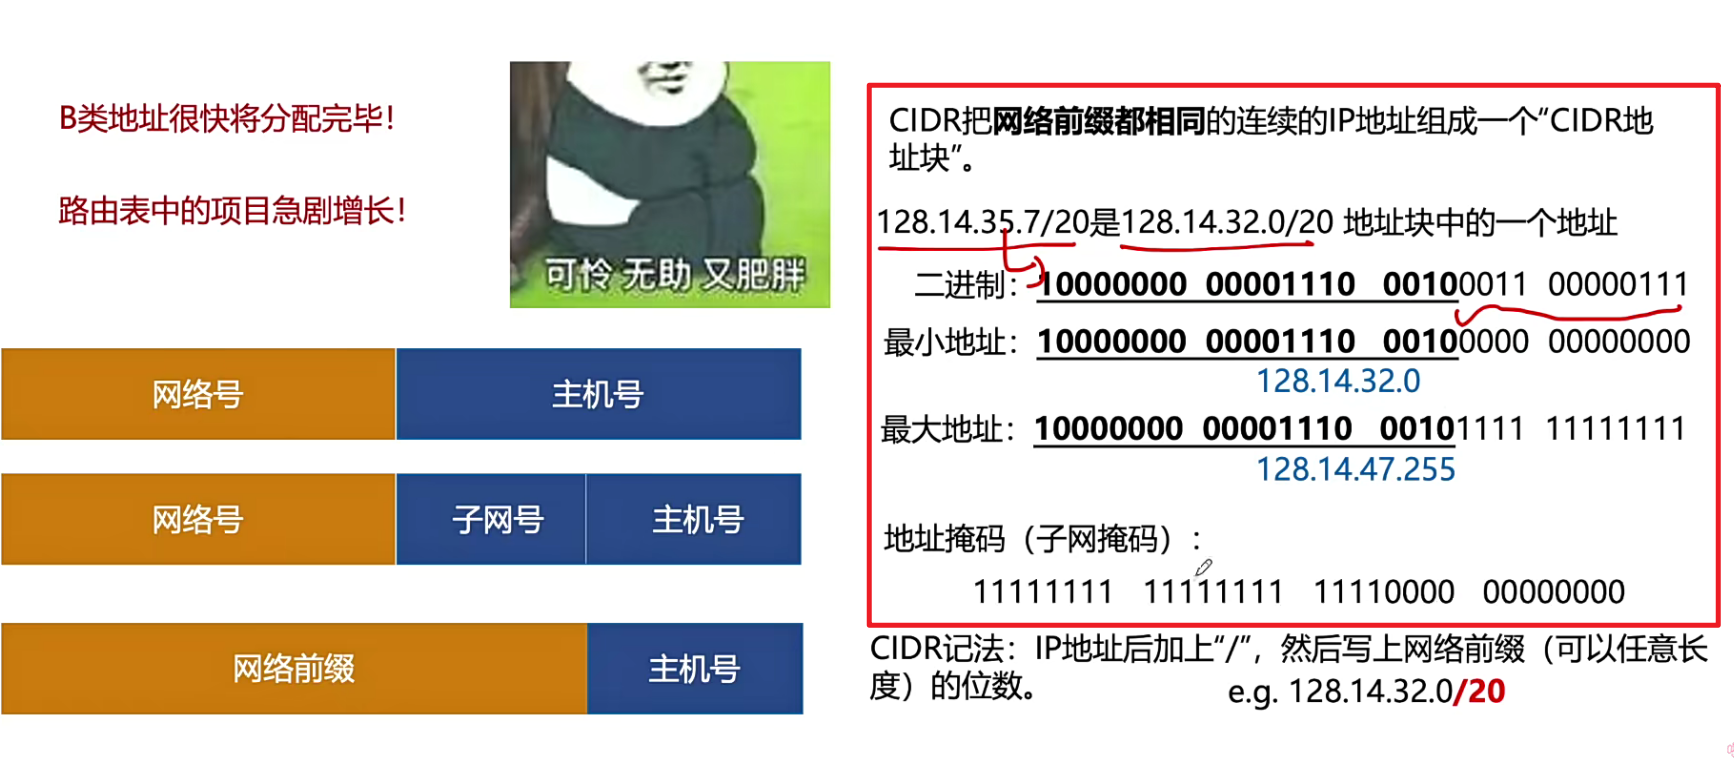 B类地址很快将分配完毕！
路由表中的项目急剧增长！
可怜 无助 又肥胖
网络号 主机号
网络号 子网号 主机号
网络前缀 主机号
CIDR把网络前缀都相同的连续的IP地址组成一个“CIDR地
址块”。
128.14.35.7/20是128.14.32.0/20 地址块中的一个地址
二进制：10000000 00001110 00100011 00000111
最小地址：10000000 00001110 00100000 00000000
128.14.32.0
最大地址：10000000 00001110 00101111 11111111
128.14.47.255
地址掩码（子网掩码）：
11111111 11111111 11110000 00000000
CIDR记法：IP地址后加上“/”，然后写上网络前缀（可以任意长
度）的位数。 e.g. 128.14.32.0/20